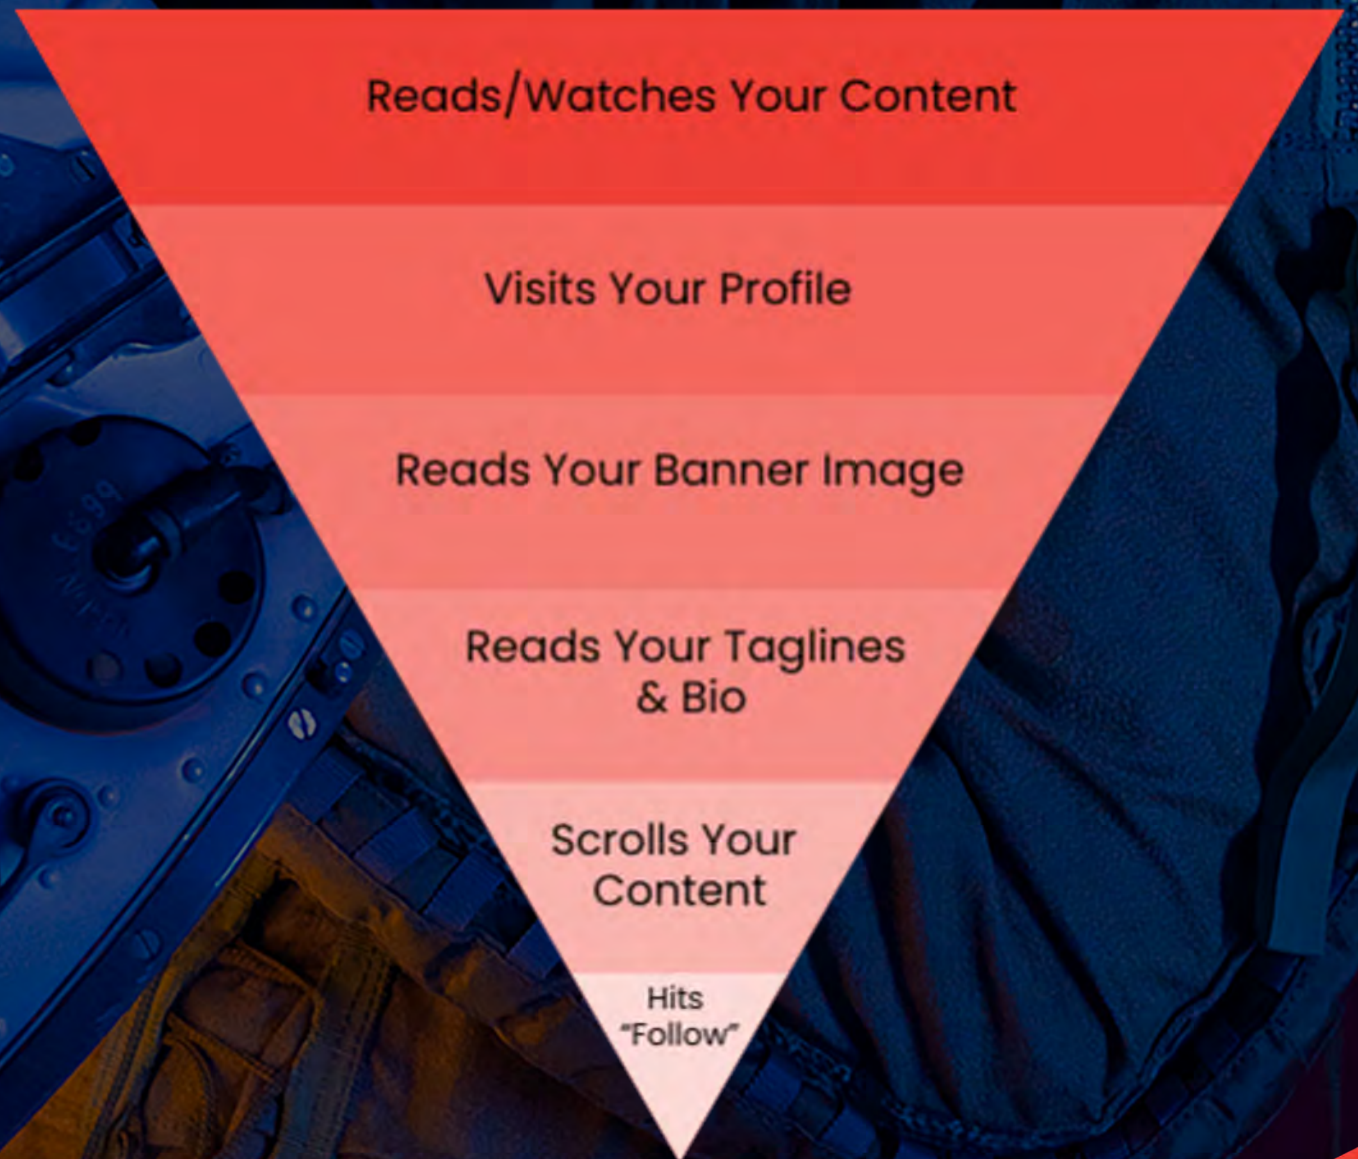 Reads/Watches Your Content
Visits Your Profile
Reads Your Banner Image
Reads Your Taglines
& Bio
Scrolls Your
Content
Hits
“Follow”